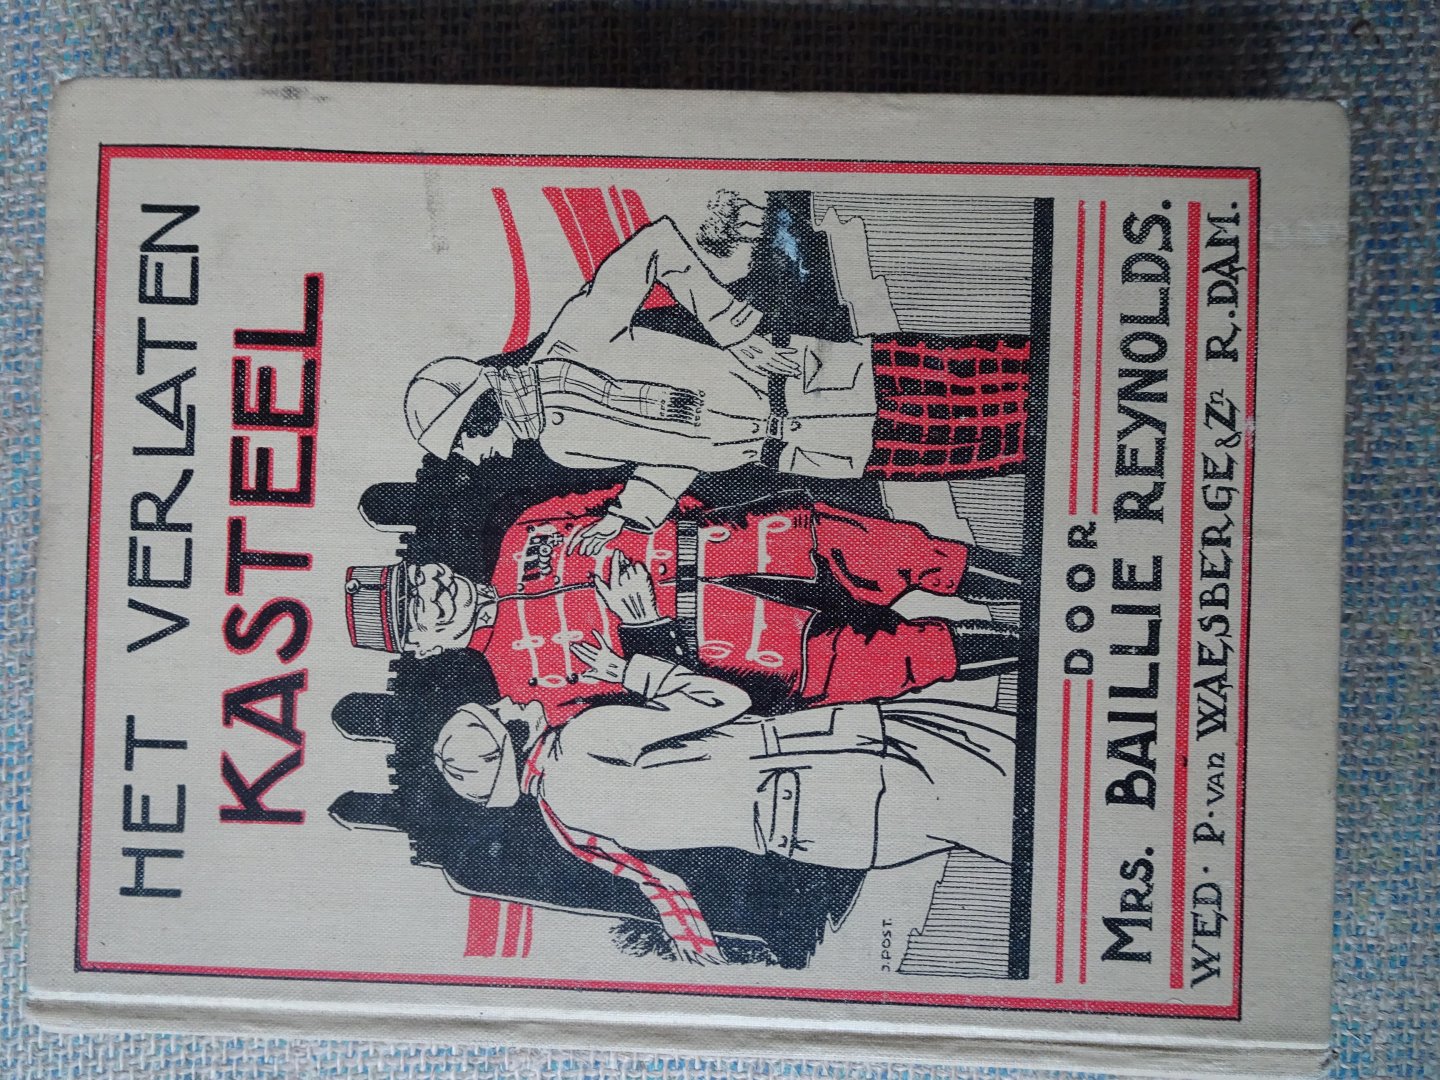 HET VERLATEN
KASTEEL
J.POST.
DOOR
MRS. BAILLIE REYNOLDS.
WED. P. VAN WAESBERGE & Zn R.DAM.